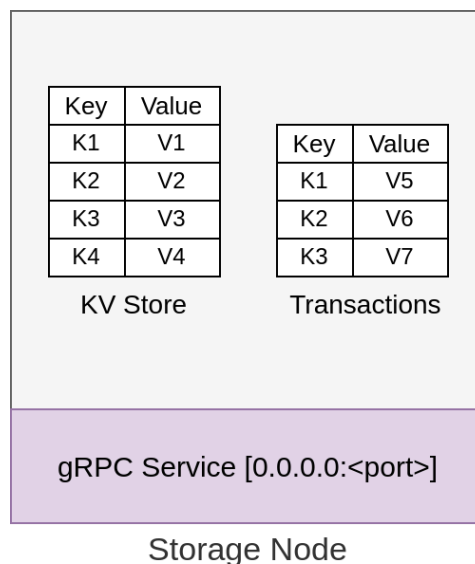 Key Value
K1 V1
K2 V2
K3 V3
K4 V4
KV Store
Key Value
K1 V5
K2 V6
K3 V7
Transactions
gRPC Service [0.0.0.0:<port>]
Storage Node